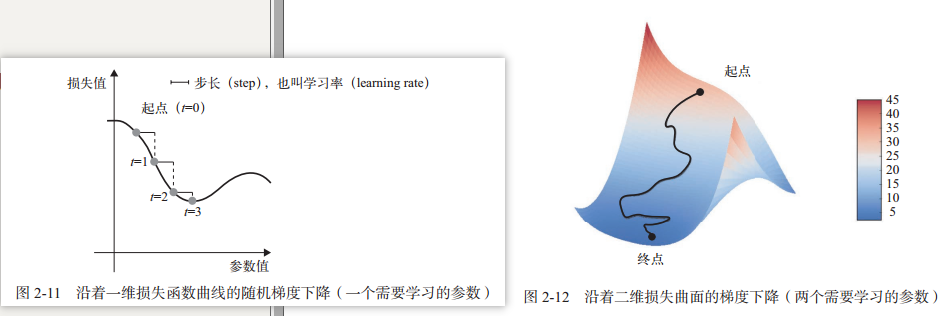 损失值
步长（step），也叫学习率（learning rate）
起点（t=0）
t=1
t=2
t=3
参数值
图 2-11 沿着一维损失函数曲线的随机梯度下降（一个需要学习的参数）
起点
终点
45
40
35
30
25
20
15
10
5
图 2-12 沿着二维损失曲面的梯度下降（两个需要学习的参数）